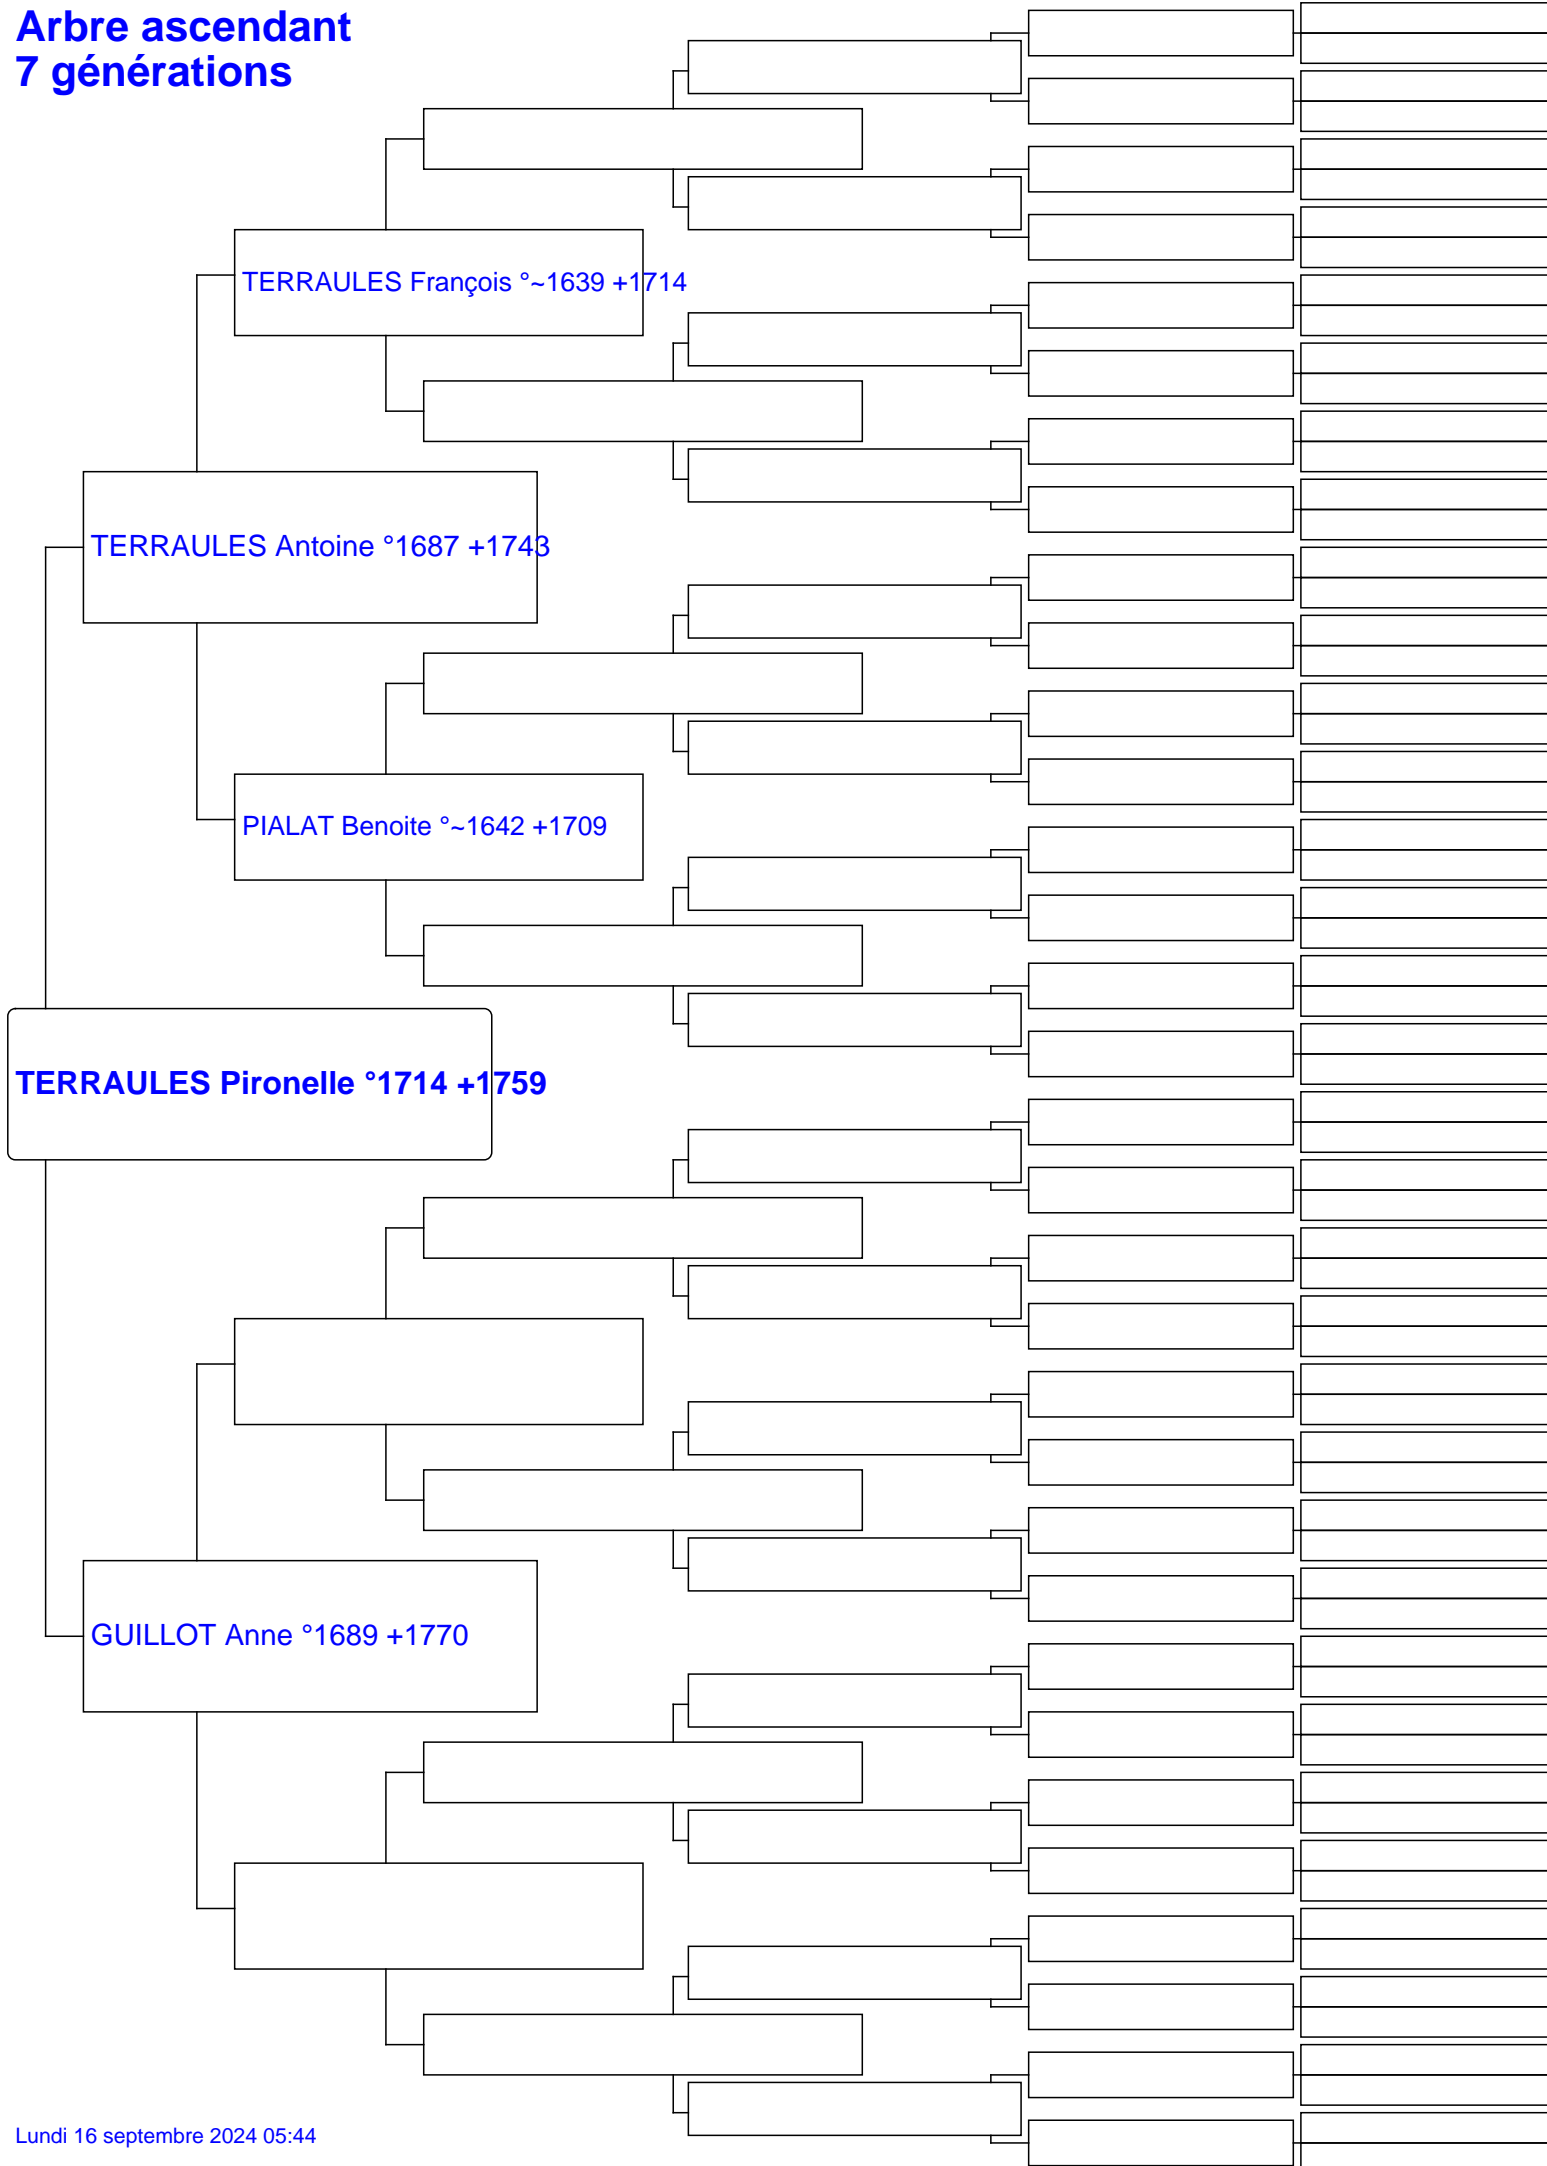 Arbre ascendant
7 générations
TERRAULES François °~1639 +1714
TERRAULES Antoine °1687 +1743
PIALAT Benoite °~1642 +1709
TERRAULES Pironelle °1714 +1759
GUILLOT Anne °1689 +1770
Lundi 16 septembre 2024 05:44